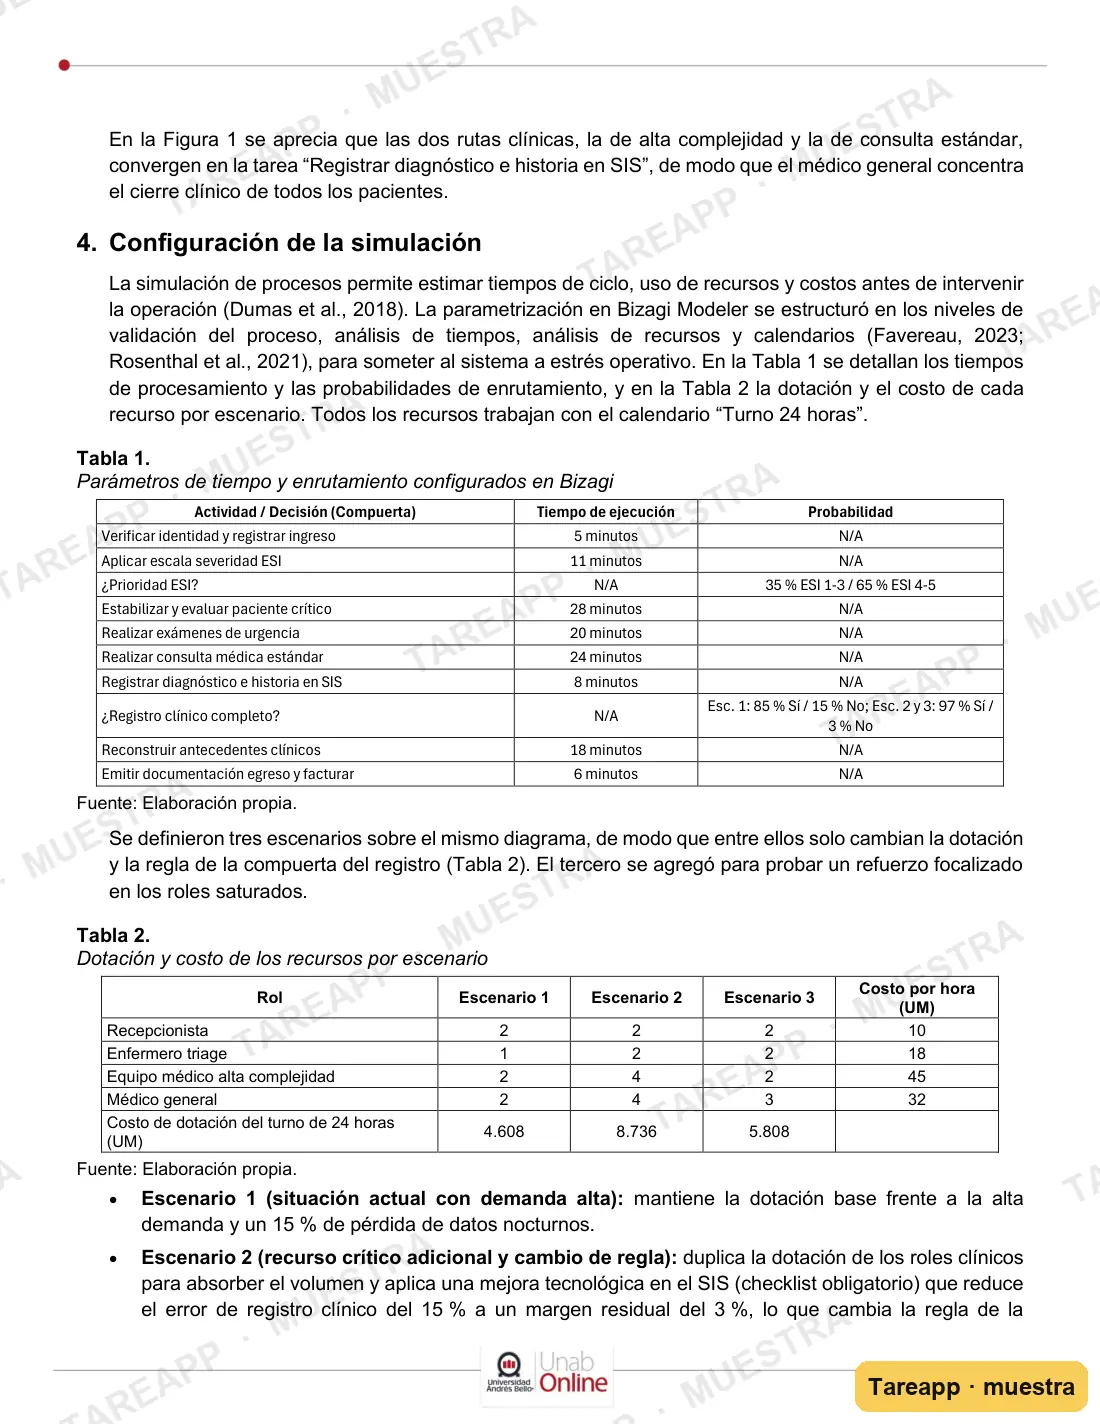 En la Figura 1 se aprecia que las dos rutas clínicas, la de alta complejidad y la de consulta estándar,
convergen en la tarea “Registrar diagnóstico e historia en SIS”, de modo que el médico general concentra
el cierre clínico de todos los pacientes.
4. Configuración de la simulación
La simulación de procesos permite estimar tiempos de ciclo, uso de recursos y costos antes de intervenir
la operación (Dumas et al., 2018). La parametrización en Bizagi Modeler se estructuró en los niveles de
validación del proceso, análisis de tiempos, análisis de recursos y calendarios (Favereau, 2023;
Rosenthal et al., 2021), para someter al sistema a estrés operativo. En la Tabla 1 se detallan los tiempos
de procesamiento y las probabilidades de enrutamiento, y en la Tabla 2 la dotación y el costo de cada
recurso por escenario. Todos los recursos trabajan con el calendario “Turno 24 horas”.
Tabla 1.
Parámetros de tiempo y enrutamiento configurados en Bizagi
Actividad / Decisión (Compuerta) Tiempo de ejecución Probabilidad
Verificar identidad y registrar ingreso 5 minutos N/A
Aplicar escala severidad ESI 11 minutos N/A
¿Prioridad ESI? N/A 35 % ESI 1-3 / 65 % ESI 4-5
Estabilizar y evaluar paciente crítico 28 minutos N/A
Realizar exámenes de urgencia 20 minutos N/A
Realizar consulta médica estándar 24 minutos N/A
Registrar diagnóstico e historia en SIS 8 minutos N/A
¿Registro clínico completo? N/A Esc. 1: 85 % Sí / 15 % No; Esc. 2 y 3: 97 % Sí /
3 % No
Reconstruir antecedentes clínicos 18 minutos N/A
Emitir documentación egreso y facturar 6 minutos N/A
Fuente: Elaboración propia.
Se definieron tres escenarios sobre el mismo diagrama, de modo que entre ellos solo cambian la dotación
y la regla de la compuerta del registro (Tabla 2). El tercero se agregó para probar un refuerzo focalizado
en los roles saturados.
Tabla 2.
Dotación y costo de los recursos por escenario
Rol Escenario 1 Escenario 2 Escenario 3 Costo por hora
(UM)
Recepcionista 2 2 2 10
Enfermero triage 1 2 2 18
Equipo médico alta complejidad 2 4 2 45
Médico general 2 4 3 32
Costo de dotación del turno de 24 horas
(UM) 4.608 8.736 5.808
Fuente: Elaboración propia.
• Escenario 1 (situación actual con demanda alta): mantiene la dotación base frente a la alta
demanda y un 15 % de pérdida de datos nocturnos.
• Escenario 2 (recurso crítico adicional y cambio de regla): duplica la dotación de los roles clínicos
para absorber el volumen y aplica una mejora tecnológica en el SIS (checklist obligatorio) que reduce
el error de registro clínico del 15 % a un margen residual del 3 %, lo que cambia la regla de la
Universidad
Andrés Bello
Unab
Online
Tareapp · muestra
TAREAPP · MUESTRA